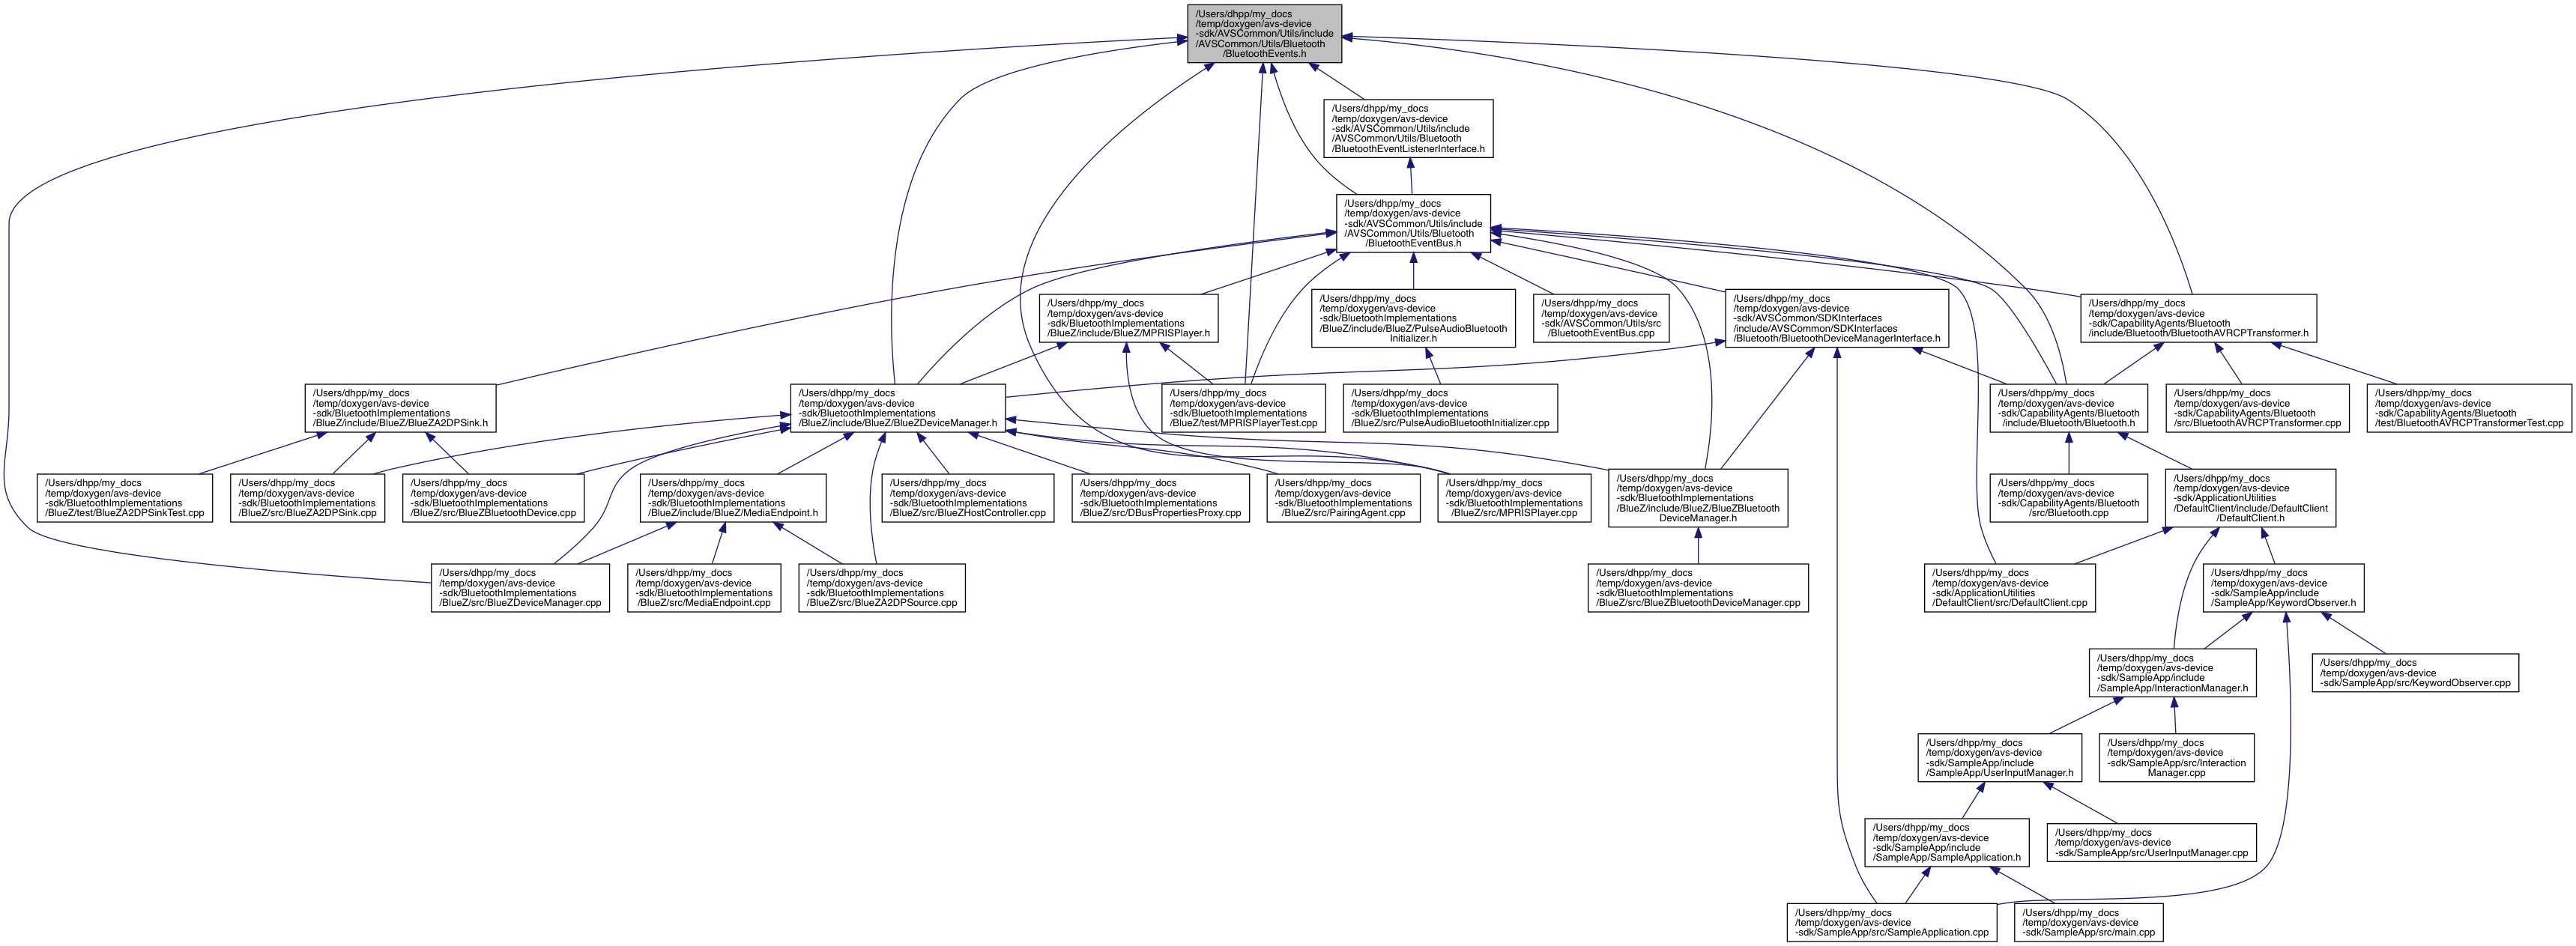 /Users/dhpp/my_docs
/temp/doxygen/avs-device
-sdk/AVSCommon/Utils/include
/AVSCommon/Utils/Bluetooth
/BluetoothEvents.h
/Users/dhpp/my_docs
/temp/doxygen/avs-device
-sdk/AVSCommon/Utils/include
/AVSCommon/Utils/Bluetooth
/BluetoothEventListenerInterface.h
/Users/dhpp/my_docs
/temp/doxygen/avs-device
-sdk/AVSCommon/Utils/include
/AVSCommon/Utils/Bluetooth
/BluetoothEventBus.h
/Users/dhpp/my_docs
/temp/doxygen/avs-device
-sdk/BluetoothImplementations
/BlueZ/include/BlueZ/MPRISPlayer.h
/Users/dhpp/my_docs
/temp/doxygen/avs-device
-sdk/BluetoothImplementations
/BlueZ/include/BlueZ/PulseAudioBluetooth
Initializer.h
/Users/dhpp/my_docs
/temp/doxygen/avs-device
-sdk/AVSCommon/Utils/src
/BluetoothEventBus.cpp
/Users/dhpp/my_docs
/temp/doxygen/avs-device
-sdk/AVSCommon/SDKInterfaces
/include/AVSCommon/SDKInterfaces
/Bluetooth/BluetoothDeviceManagerInterface.h
/Users/dhpp/my_docs
/temp/doxygen/avs-device
-sdk/CapabilityAgents/Bluetooth
/include/Bluetooth/BluetoothAVRCPTransformer.h
/Users/dhpp/my_docs
/temp/doxygen/avs-device
-sdk/BluetoothImplementations
/BlueZ/include/BlueZ/BlueZA2DPSink.h
/Users/dhpp/my_docs
/temp/doxygen/avs-device
-sdk/BluetoothImplementations
/BlueZ/include/BlueZ/BlueZDeviceManager.h
/Users/dhpp/my_docs
/temp/doxygen/avs-device
-sdk/BluetoothImplementations
/BlueZ/test/MPRISPlayerTest.cpp
/Users/dhpp/my_docs
/temp/doxygen/avs-device
-sdk/BluetoothImplementations
/BlueZ/src/PulseAudioBluetoothInitializer.cpp
/Users/dhpp/my_docs
/temp/doxygen/avs-device
-sdk/CapabilityAgents/Bluetooth
/include/Bluetooth/Bluetooth.h
/Users/dhpp/my_docs
/temp/doxygen/avs-device
-sdk/CapabilityAgents/Bluetooth
/src/BluetoothAVRCPTransformer.cpp
/Users/dhpp/my_docs
/temp/doxygen/avs-device
-sdk/CapabilityAgents/Bluetooth
/test/BluetoothAVRCPTransformerTest.cpp
/Users/dhpp/my_docs
/temp/doxygen/avs-device
-sdk/BluetoothImplementations
/BlueZ/test/BlueZA2DPSinkTest.cpp
/Users/dhpp/my_docs
/temp/doxygen/avs-device
-sdk/BluetoothImplementations
/BlueZ/src/BlueZA2DPSink.cpp
/Users/dhpp/my_docs
/temp/doxygen/avs-device
-sdk/BluetoothImplementations
/BlueZ/src/BlueZBluetoothDevice.cpp
/Users/dhpp/my_docs
/temp/doxygen/avs-device
-sdk/BluetoothImplementations
/BlueZ/include/BlueZ/MediaEndpoint.h
/Users/dhpp/my_docs
/temp/doxygen/avs-device
-sdk/BluetoothImplementations
/BlueZ/src/BlueZHostController.cpp
/Users/dhpp/my_docs
/temp/doxygen/avs-device
-sdk/BluetoothImplementations
/BlueZ/src/DBusPropertiesProxy.cpp
/Users/dhpp/my_docs
/temp/doxygen/avs-device
-sdk/BluetoothImplementations
/BlueZ/src/PairingAgent.cpp
/Users/dhpp/my_docs
/temp/doxygen/avs-device
-sdk/BluetoothImplementations
/BlueZ/src/MPRISPlayer.cpp
/Users/dhpp/my_docs
/temp/doxygen/avs-device
-sdk/BluetoothImplementations
/BlueZ/include/BlueZ/BlueZBluetooth
DeviceManager.h
/Users/dhpp/my_docs
/temp/doxygen/avs-device
-sdk/CapabilityAgents/Bluetooth
/src/Bluetooth.cpp
/Users/dhpp/my_docs
/temp/doxygen/avs-device
-sdk/ApplicationUtilities
/DefaultClient/include/DefaultClient
/DefaultClient.h
/Users/dhpp/my_docs
/temp/doxygen/avs-device
-sdk/BluetoothImplementations
/BlueZ/src/BlueZDeviceManager.cpp
/Users/dhpp/my_docs
/temp/doxygen/avs-device
-sdk/BluetoothImplementations
/BlueZ/src/MediaEndpoint.cpp
/Users/dhpp/my_docs
/temp/doxygen/avs-device
-sdk/BluetoothImplementations
/BlueZ/src/BlueZA2DPSource.cpp
/Users/dhpp/my_docs
/temp/doxygen/avs-device
-sdk/BluetoothImplementations
/BlueZ/src/BlueZBluetoothDeviceManager.cpp
/Users/dhpp/my_docs
/temp/doxygen/avs-device
-sdk/ApplicationUtilities
/DefaultClient/src/DefaultClient.cpp
/Users/dhpp/my_docs
/temp/doxygen/avs-device
-sdk/SampleApp/include
/SampleApp/KeywordObserver.h
/Users/dhpp/my_docs
/temp/doxygen/avs-device
-sdk/SampleApp/include
/SampleApp/InteractionManager.h
/Users/dhpp/my_docs
/temp/doxygen/avs-device
-sdk/SampleApp/src/KeywordObserver.cpp
/Users/dhpp/my_docs
/temp/doxygen/avs-device
-sdk/SampleApp/include
/SampleApp/UserInputManager.h
/Users/dhpp/my_docs
/temp/doxygen/avs-device
-sdk/SampleApp/src/Interaction
Manager.cpp
/Users/dhpp/my_docs
/temp/doxygen/avs-device
-sdk/SampleApp/include
/SampleApp/SampleApplication.h
/Users/dhpp/my_docs
/temp/doxygen/avs-device
-sdk/SampleApp/src/UserInputManager.cpp
/Users/dhpp/my_docs
/temp/doxygen/avs-device
-sdk/SampleApp/src/SampleApplication.cpp
/Users/dhpp/my_docs
/temp/doxygen/avs-device
-sdk/SampleApp/src/main.cpp